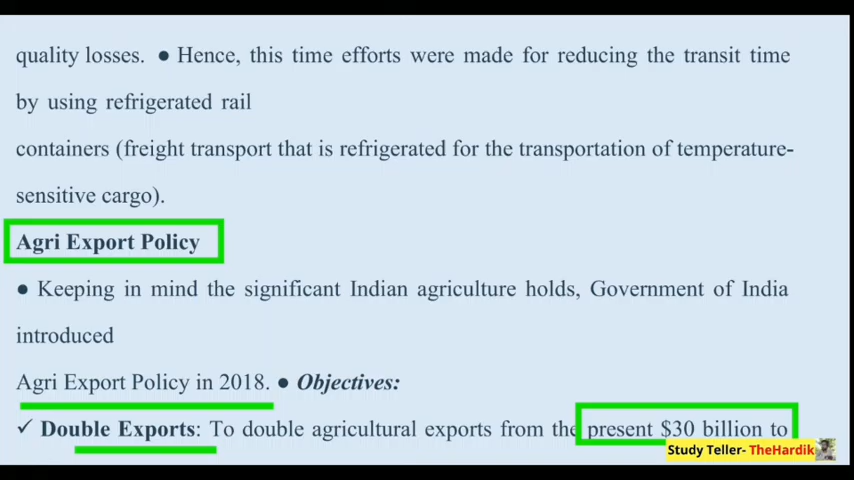 quality losses. ● Hence, this time efforts were made for reducing the transit time
by using refrigerated rail
containers (freight transport that is refrigerated for the transportation of temperature-
sensitive cargo).
Agri Export Policy
● Keeping in mind the significant Indian agriculture holds, Government of India
introduced
Agri Export Policy in 2018. ● Objectives:
✓ Double Exports: To double agricultural exports from the present $30 billion to
Study Teller- TheHardik